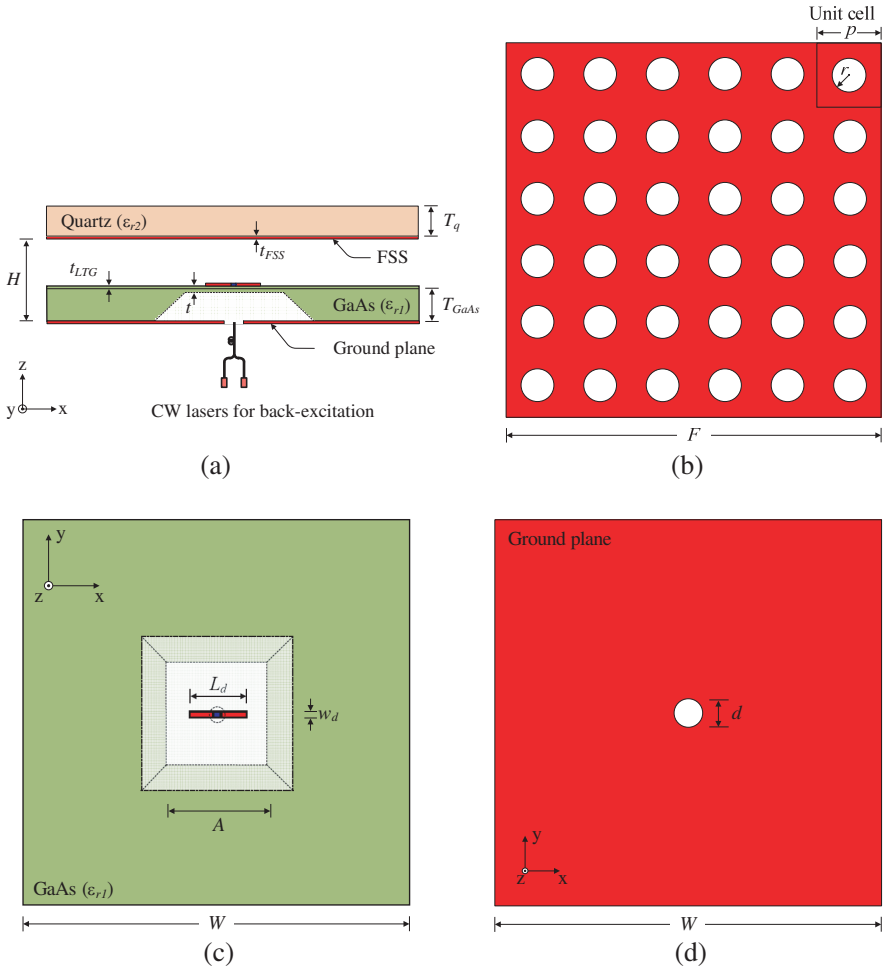 Unit cell
p
r
F
(b)
Quartz (εr2)
Tq
tFSS
FSS
H
tLTG
t
GaAs (εr1)
TGaAs
Ground plane
z
y
x
CW lasers for back-excitation
(a)
y
z
x
Ld
wd
A
GaAs (εr1)
W
(c)
Ground plane
d
y
z
x
W
(d)